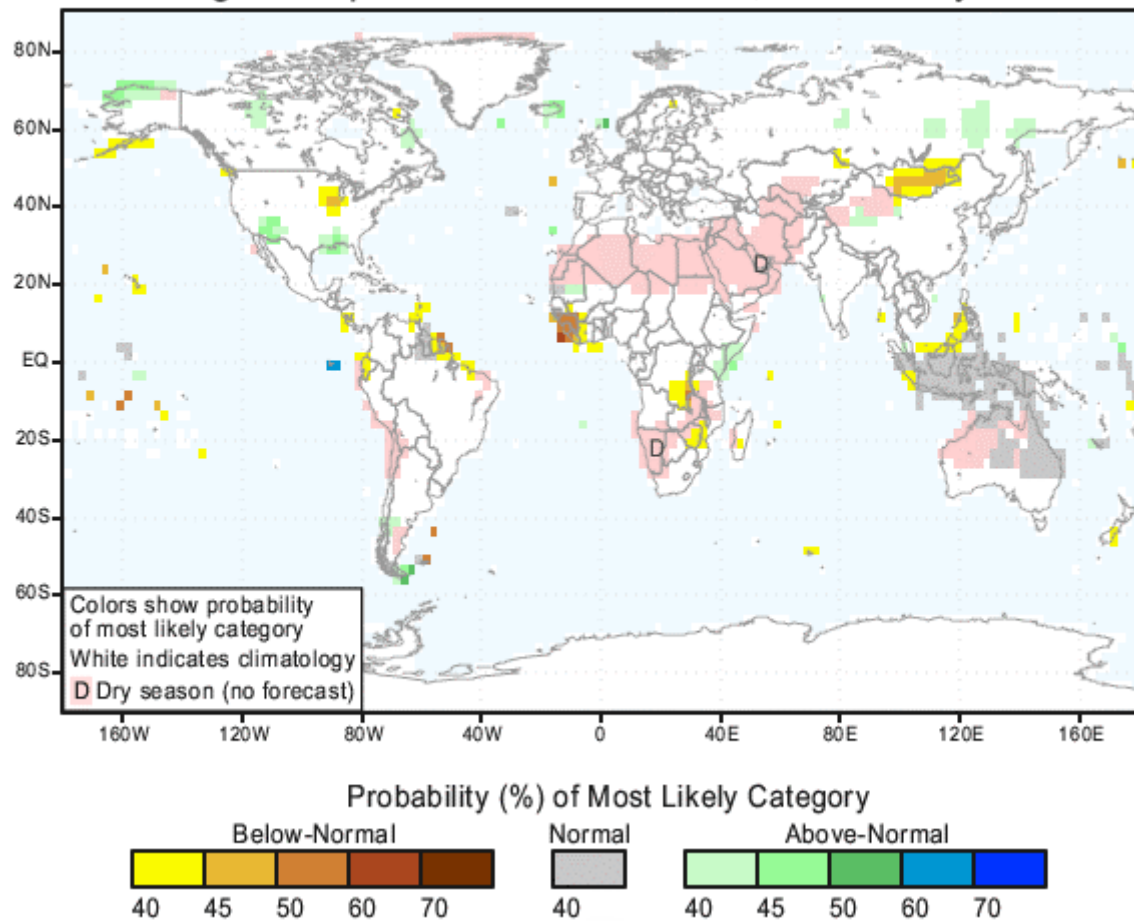 80N
60N
40N
20N
EQ
20S
40S
60S
80S
D
D
Colors show probability
of most likely category
White indicates climatology
D Dry season (no forecast)
160W 120W 80W 40W 0 40E 80E 120E 160E
Probability (%) of Most Likely Category
Below-Normal Normal Above-Normal
40 45 50 60 70 40 40 45 50 60 70